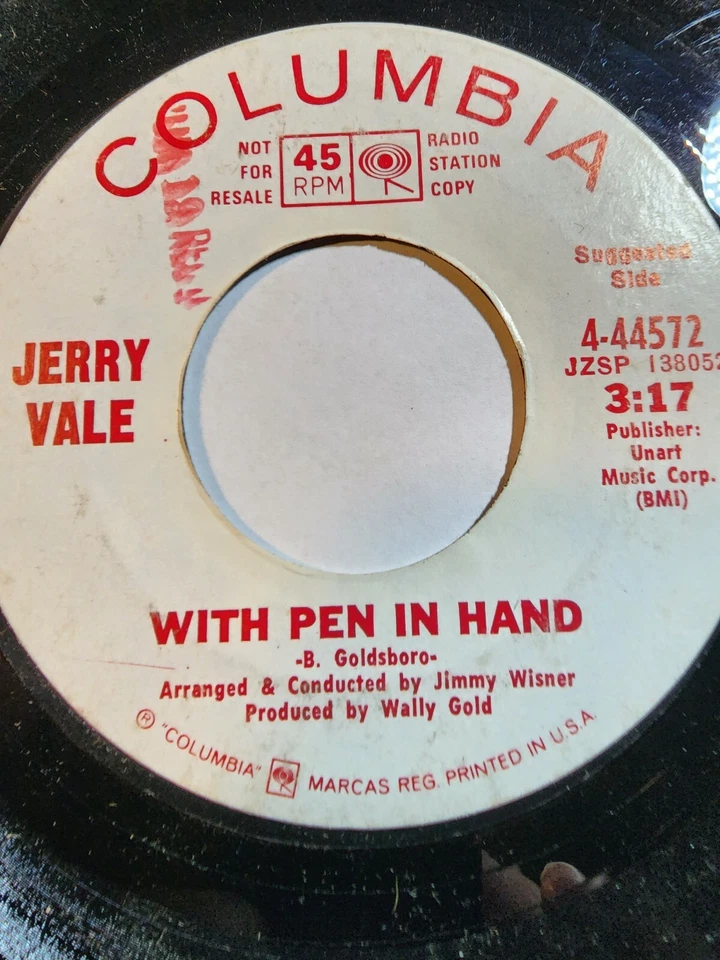 COLUMBIA
NOT
FOR
RESALE
45
RPM
RADIO
STATION
COPY
Suggested
Side
JERRY
VALE
4-44572
JZSP 138052
3:17
Publisher:
Unart
Music Corp.
(BMI)
WITH PEN IN HAND
-B. Goldsboro-
Arranged & Conducted by Jimmy Wisner
Produced by Wally Gold
® "COLUMBIA" MARCAS REG. PRINTED IN U.S.A.